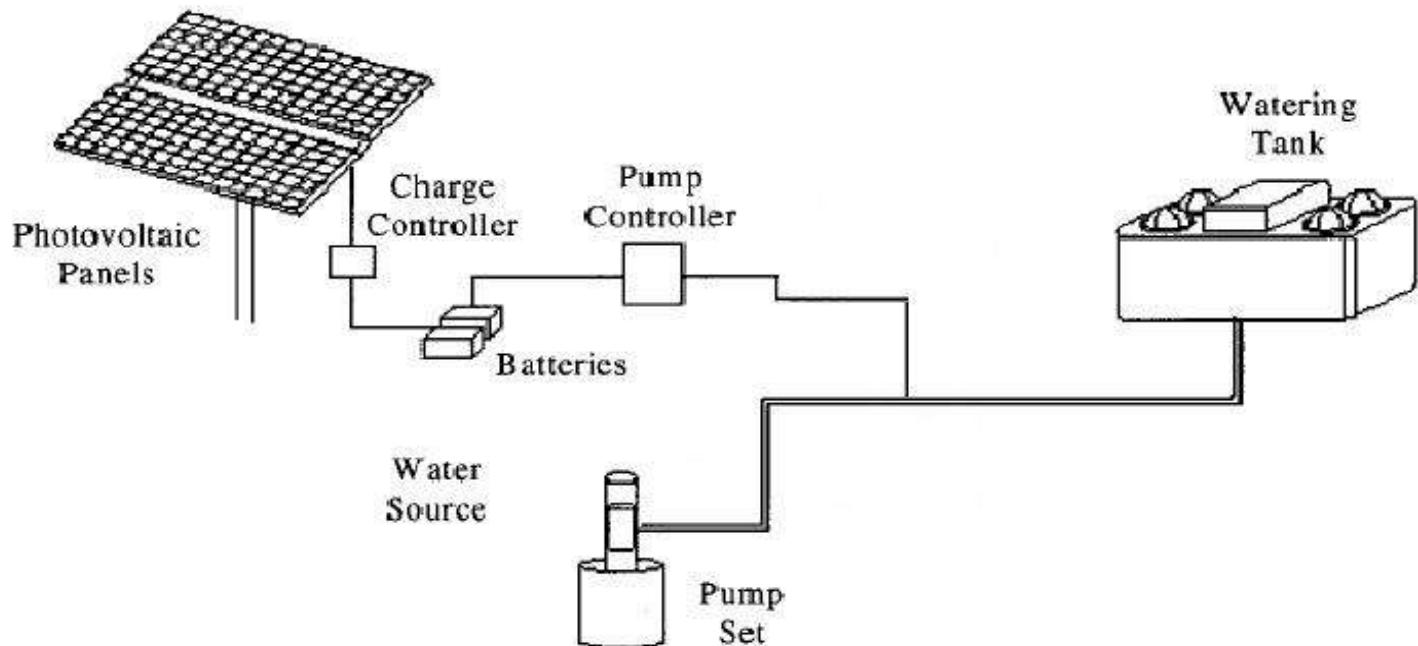 Photovoltaic
Panels
Charge
Controller
Batteries
Pump
Controller
Watering
Tank
Water
Source
Pump
Set